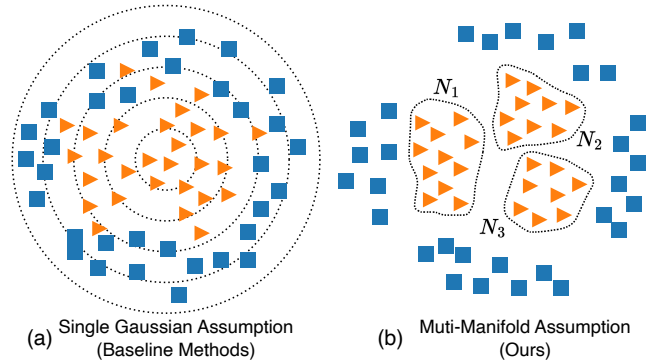 N₁
N₂
N₃
(a) Single Gaussian Assumption
(Baseline Methods)
(b) Muti-Manifold Assumption
(Ours)